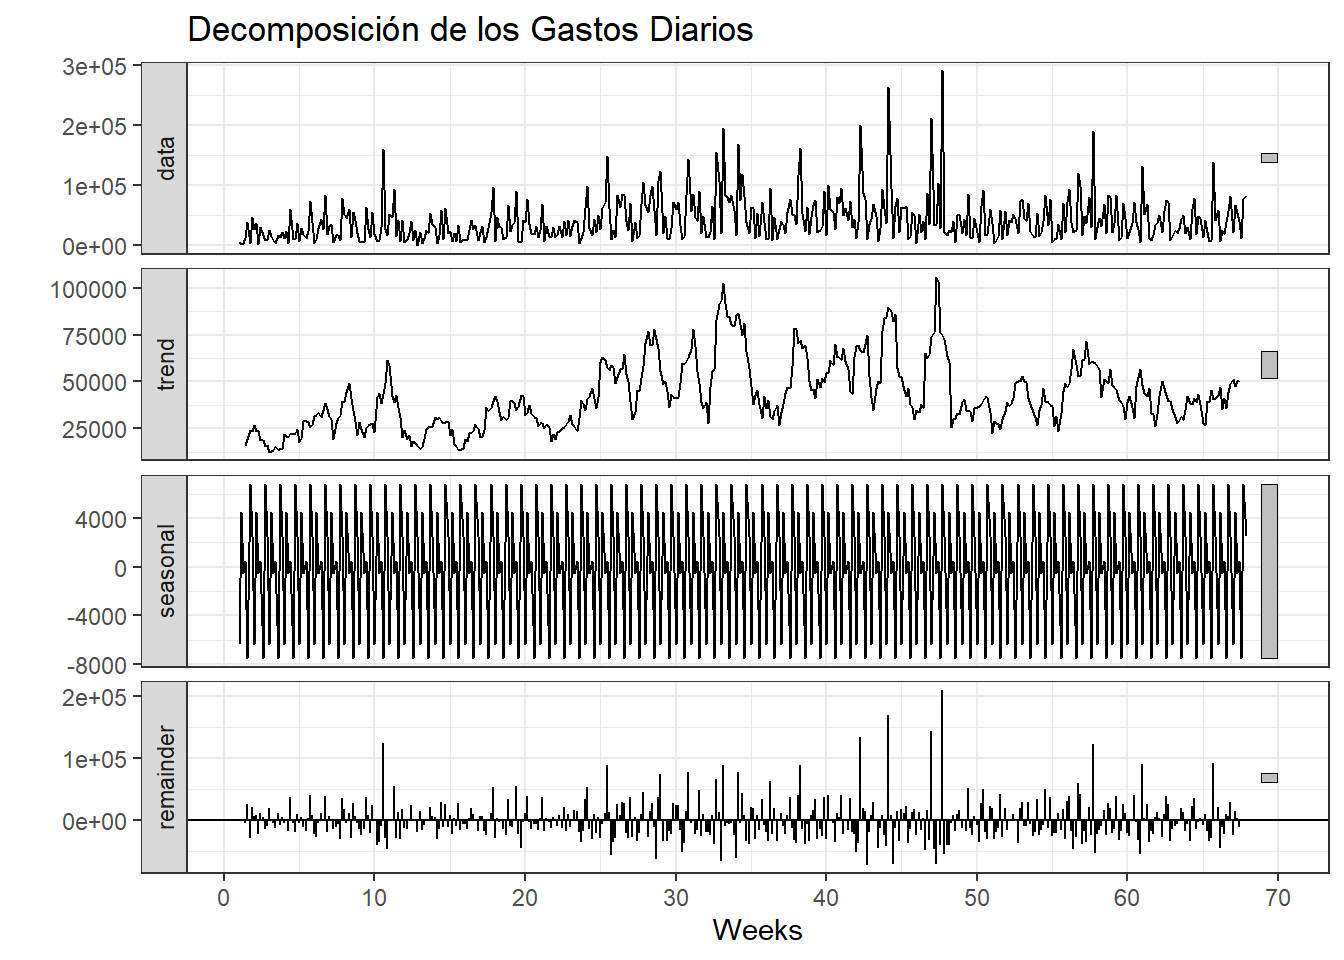 Decomposición de los Gastos Diarios
data
3e+05
2e+05
1e+05
0e+00
trend
100000
75000
50000
25000
seasonal
4000
0
-4000
-8000
remainder
2e+05
1e+05
0e+00
0 10 20 30 40 50 60 70
Weeks